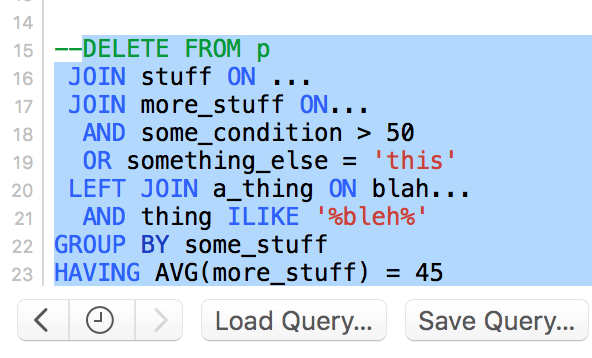 14
15 --DELETE FROM p
16 JOIN stuff ON ...
17 JOIN more_stuff ON...
18 AND some_condition > 50
19 OR something_else = 'this'
20 LEFT JOIN a_thing ON blah...
21 AND thing ILIKE '%bleh%'
22 GROUP BY some_stuff
23 HAVING AVG(more_stuff) = 45
Load Query... Save Query...